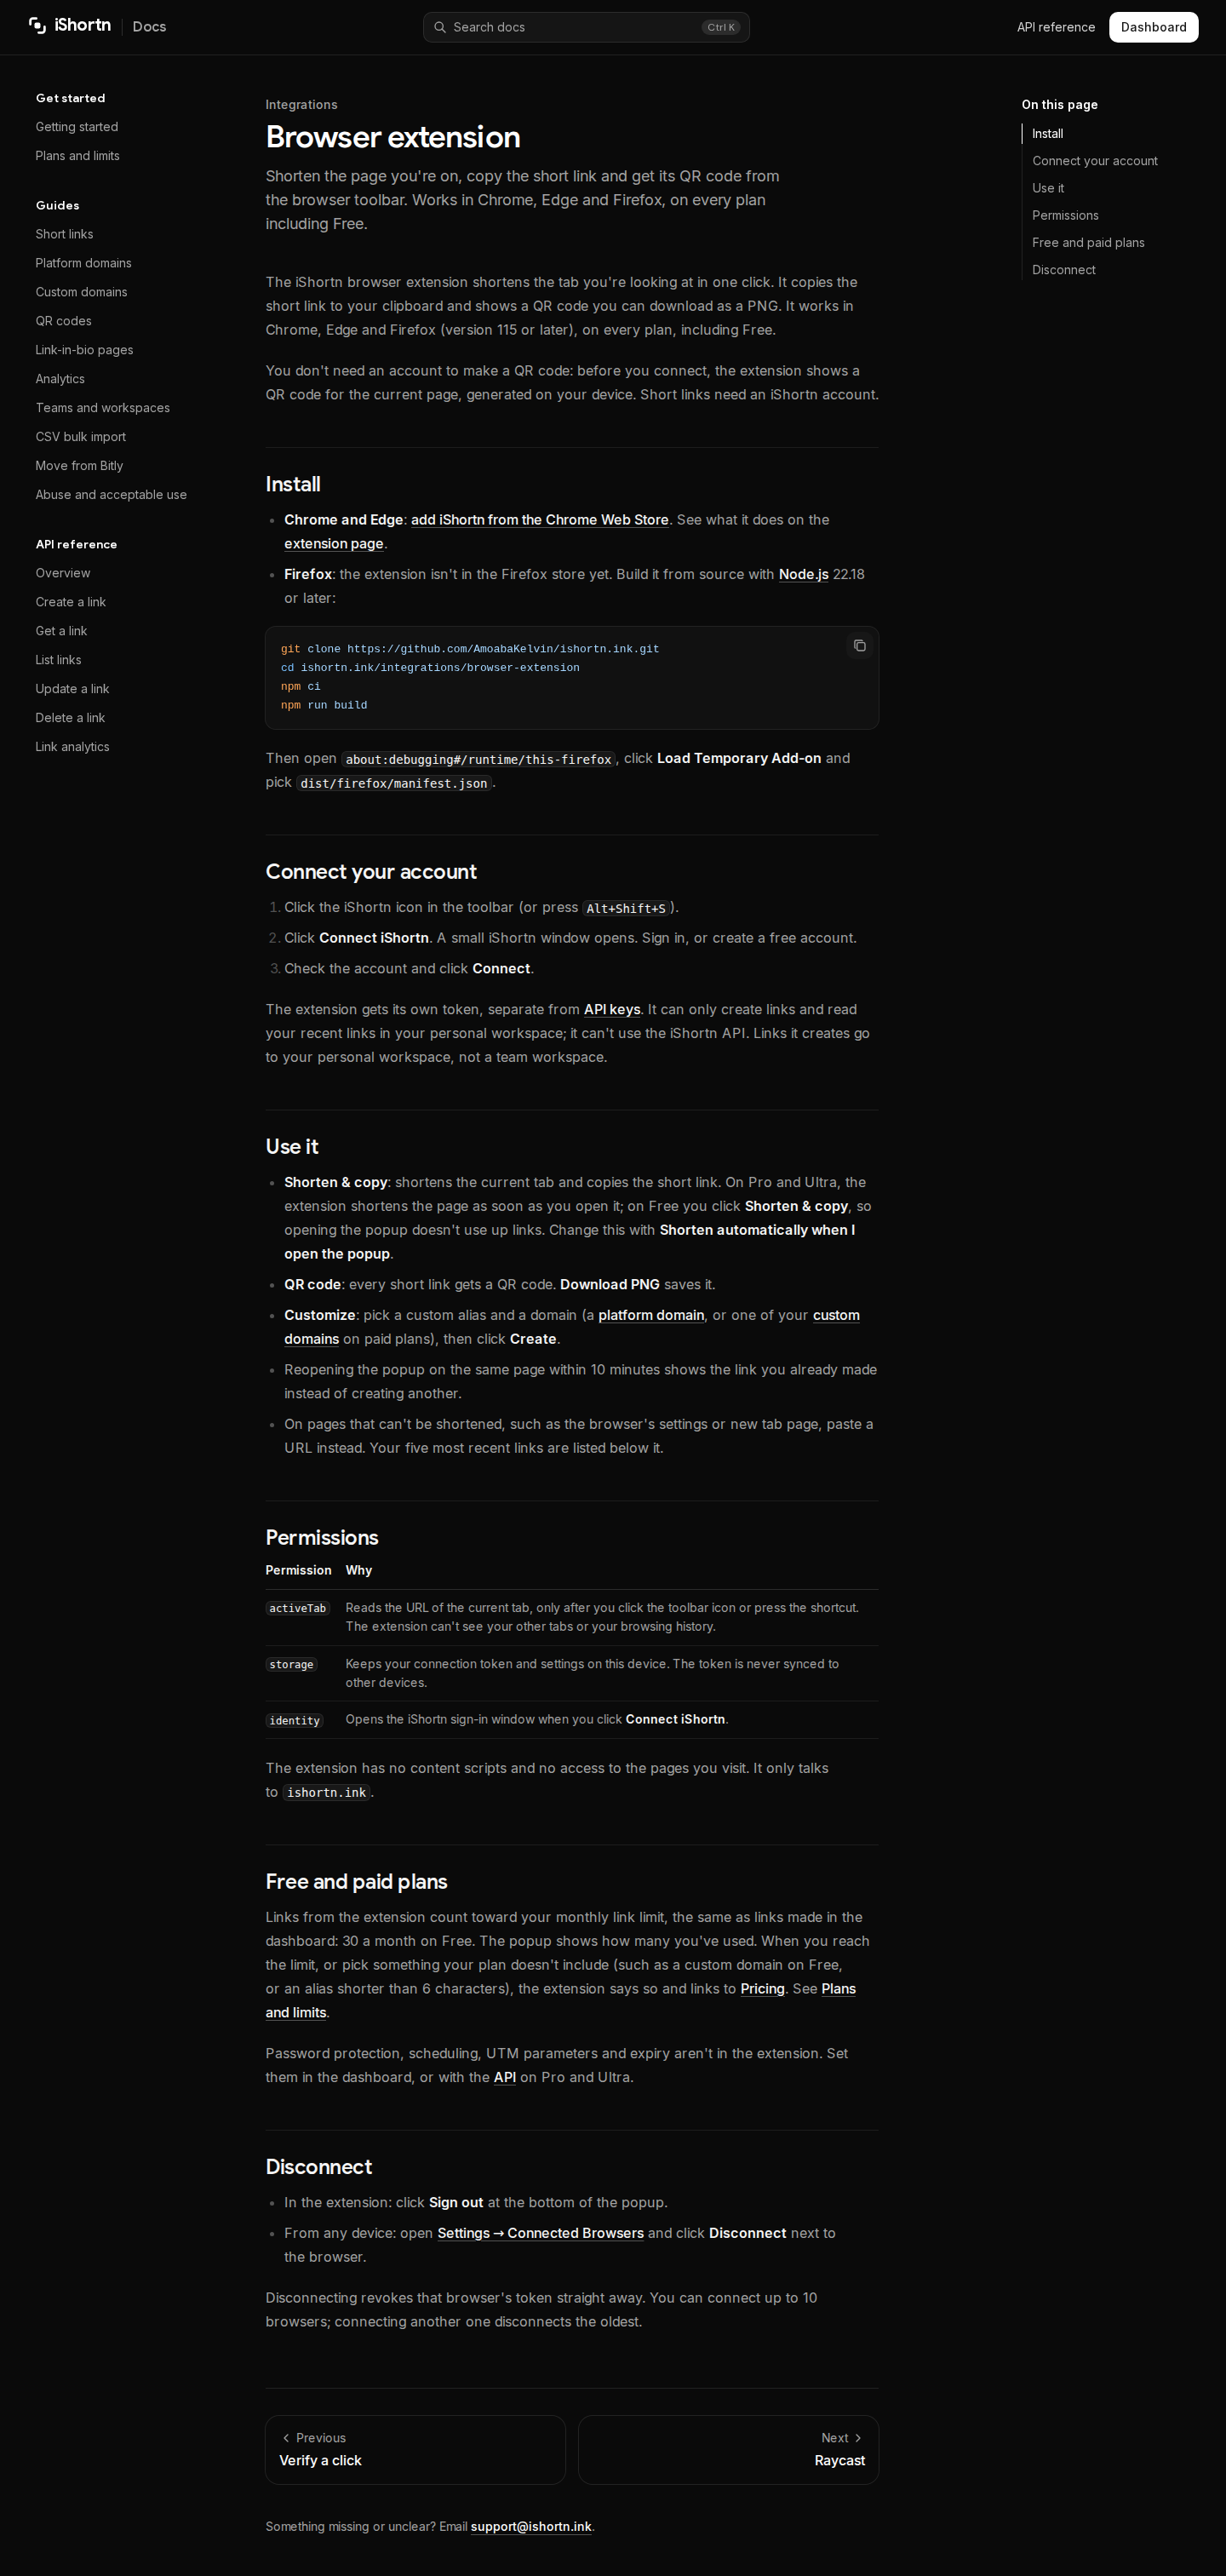 iShortn
Docs
Search docs
Ctrl K
API reference
Dashboard
Get started
Getting started
Plans and limits
Guides
Short links
Platform domains
Custom domains
QR codes
Link-in-bio pages
Analytics
Teams and workspaces
CSV bulk import
Move from Bitly
Abuse and acceptable use
API reference
Overview
Create a link
Get a link
List links
Update a link
Delete a link
Link analytics
Integrations
Browser extension
Shorten the page you're on, copy the short link and get its QR code from
the browser toolbar. Works in Chrome, Edge and Firefox, on every plan
including Free.
The iShortn browser extension shortens the tab you're looking at in one click. It copies the
short link to your clipboard and shows a QR code you can download as a PNG. It works in
Chrome, Edge and Firefox (version 115 or later), on every plan, including Free.
You don't need an account to make a QR code: before you connect, the extension shows a
QR code for the current page, generated on your device. Short links need an iShortn account.
Install
Chrome and Edge: add iShortn from the Chrome Web Store. See what it does on the
extension page.
Firefox: the extension isn't in the Firefox store yet. Build it from source with Node.js 22.18
or later:
git clone https://github.com/AmoabaKelvin/ishortn.ink.git
cd ishortn.ink/integrations/browser-extension
npm ci
npm run build
Then open about:debugging#/runtime/this-firefox, click Load Temporary Add-on and
pick dist/firefox/manifest.json.
Connect your account
1. Click the iShortn icon in the toolbar (or press Alt+Shift+S).
2. Click Connect iShortn. A small iShortn window opens. Sign in, or create a free account.
3. Check the account and click Connect.
The extension gets its own token, separate from API keys. It can only create links and read
your recent links in your personal workspace; it can't use the iShortn API. Links it creates go
to your personal workspace, not a team workspace.
Use it
Shorten & copy: shortens the current tab and copies the short link. On Pro and Ultra, the
extension shortens the page as soon as you open it; on Free you click Shorten & copy, so
opening the popup doesn't use up links. Change this with Shorten automatically when I
open the popup.
QR code: every short link gets a QR code. Download PNG saves it.
Customize: pick a custom alias and a domain (a platform domain, or one of your custom
domains on paid plans), then click Create.
Reopening the popup on the same page within 10 minutes shows the link you already made
instead of creating another.
On pages that can't be shortened, such as the browser's settings or new tab page, paste a
URL instead. Your five most recent links are listed below it.
Permissions
Permission Why
activeTab Reads the URL of the current tab, only after you click the toolbar icon or press the shortcut.
The extension can't see your other tabs or your browsing history.
storage Keeps your connection token and settings on this device. The token is never synced to
other devices.
identity Opens the iShortn sign-in window when you click Connect iShortn.
The extension has no content scripts and no access to the pages you visit. It only talks
to ishortn.ink.
Free and paid plans
Links from the extension count toward your monthly link limit, the same as links made in the
dashboard: 30 a month on Free. The popup shows how many you've used. When you reach
the limit, or pick something your plan doesn't include (such as a custom domain on Free,
or an alias shorter than 6 characters), the extension says so and links to Pricing. See Plans
and limits.
Password protection, scheduling, UTM parameters and expiry aren't in the extension. Set
them in the dashboard, or with the API on Pro and Ultra.
Disconnect
In the extension: click Sign out at the bottom of the popup.
From any device: open Settings → Connected Browsers and click Disconnect next to
the browser.
Disconnecting revokes that browser's token straight away. You can connect up to 10
browsers; connecting another one disconnects the oldest.
Previous
Verify a click
Next
Raycast
Something missing or unclear? Email support@ishortn.ink.
On this page
Install
Connect your account
Use it
Permissions
Free and paid plans
Disconnect